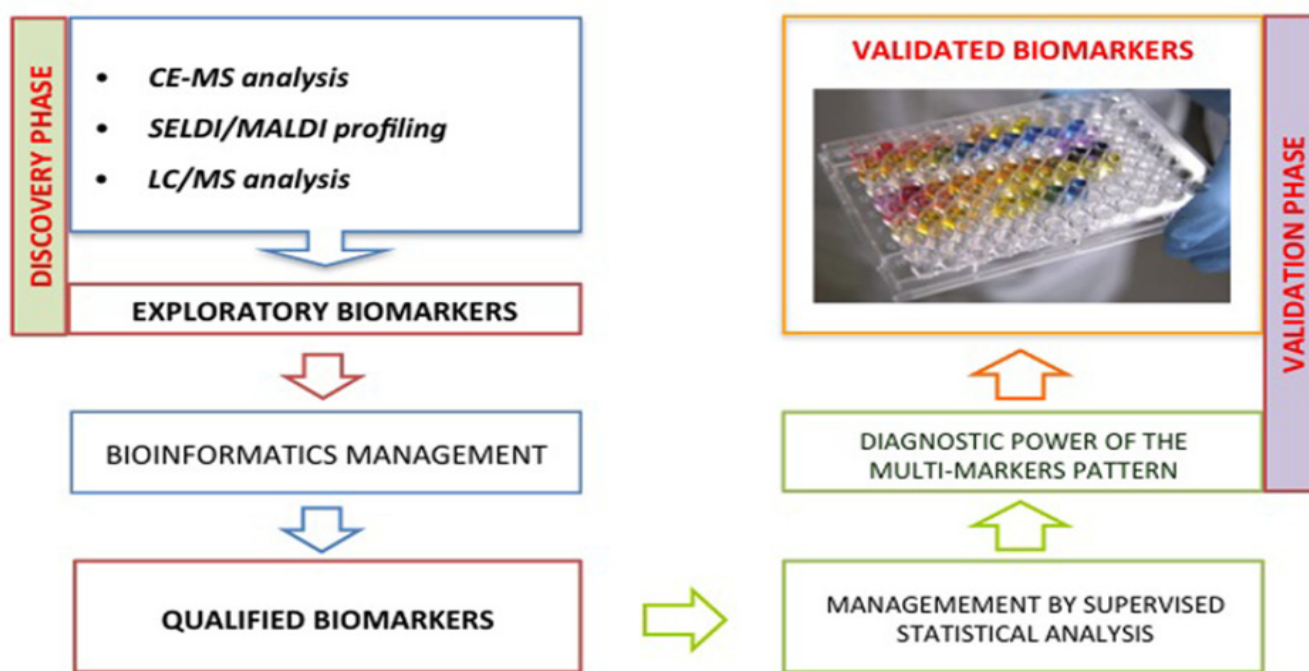 DISCOVERY PHASE
• CE-MS analysis
• SELDI/MALDI profiling
• LC/MS analysis
EXPLORATORY BIOMARKERS
BIOINFORMATICS MANAGEMENT
QUALIFIED BIOMARKERS
MANAGEMEMENT BY SUPERVISED
STATISTICAL ANALYSIS
DIAGNOSTIC POWER OF THE
MULTI-MARKERS PATTERN
VALIDATED BIOMARKERS
VALIDATION PHASE